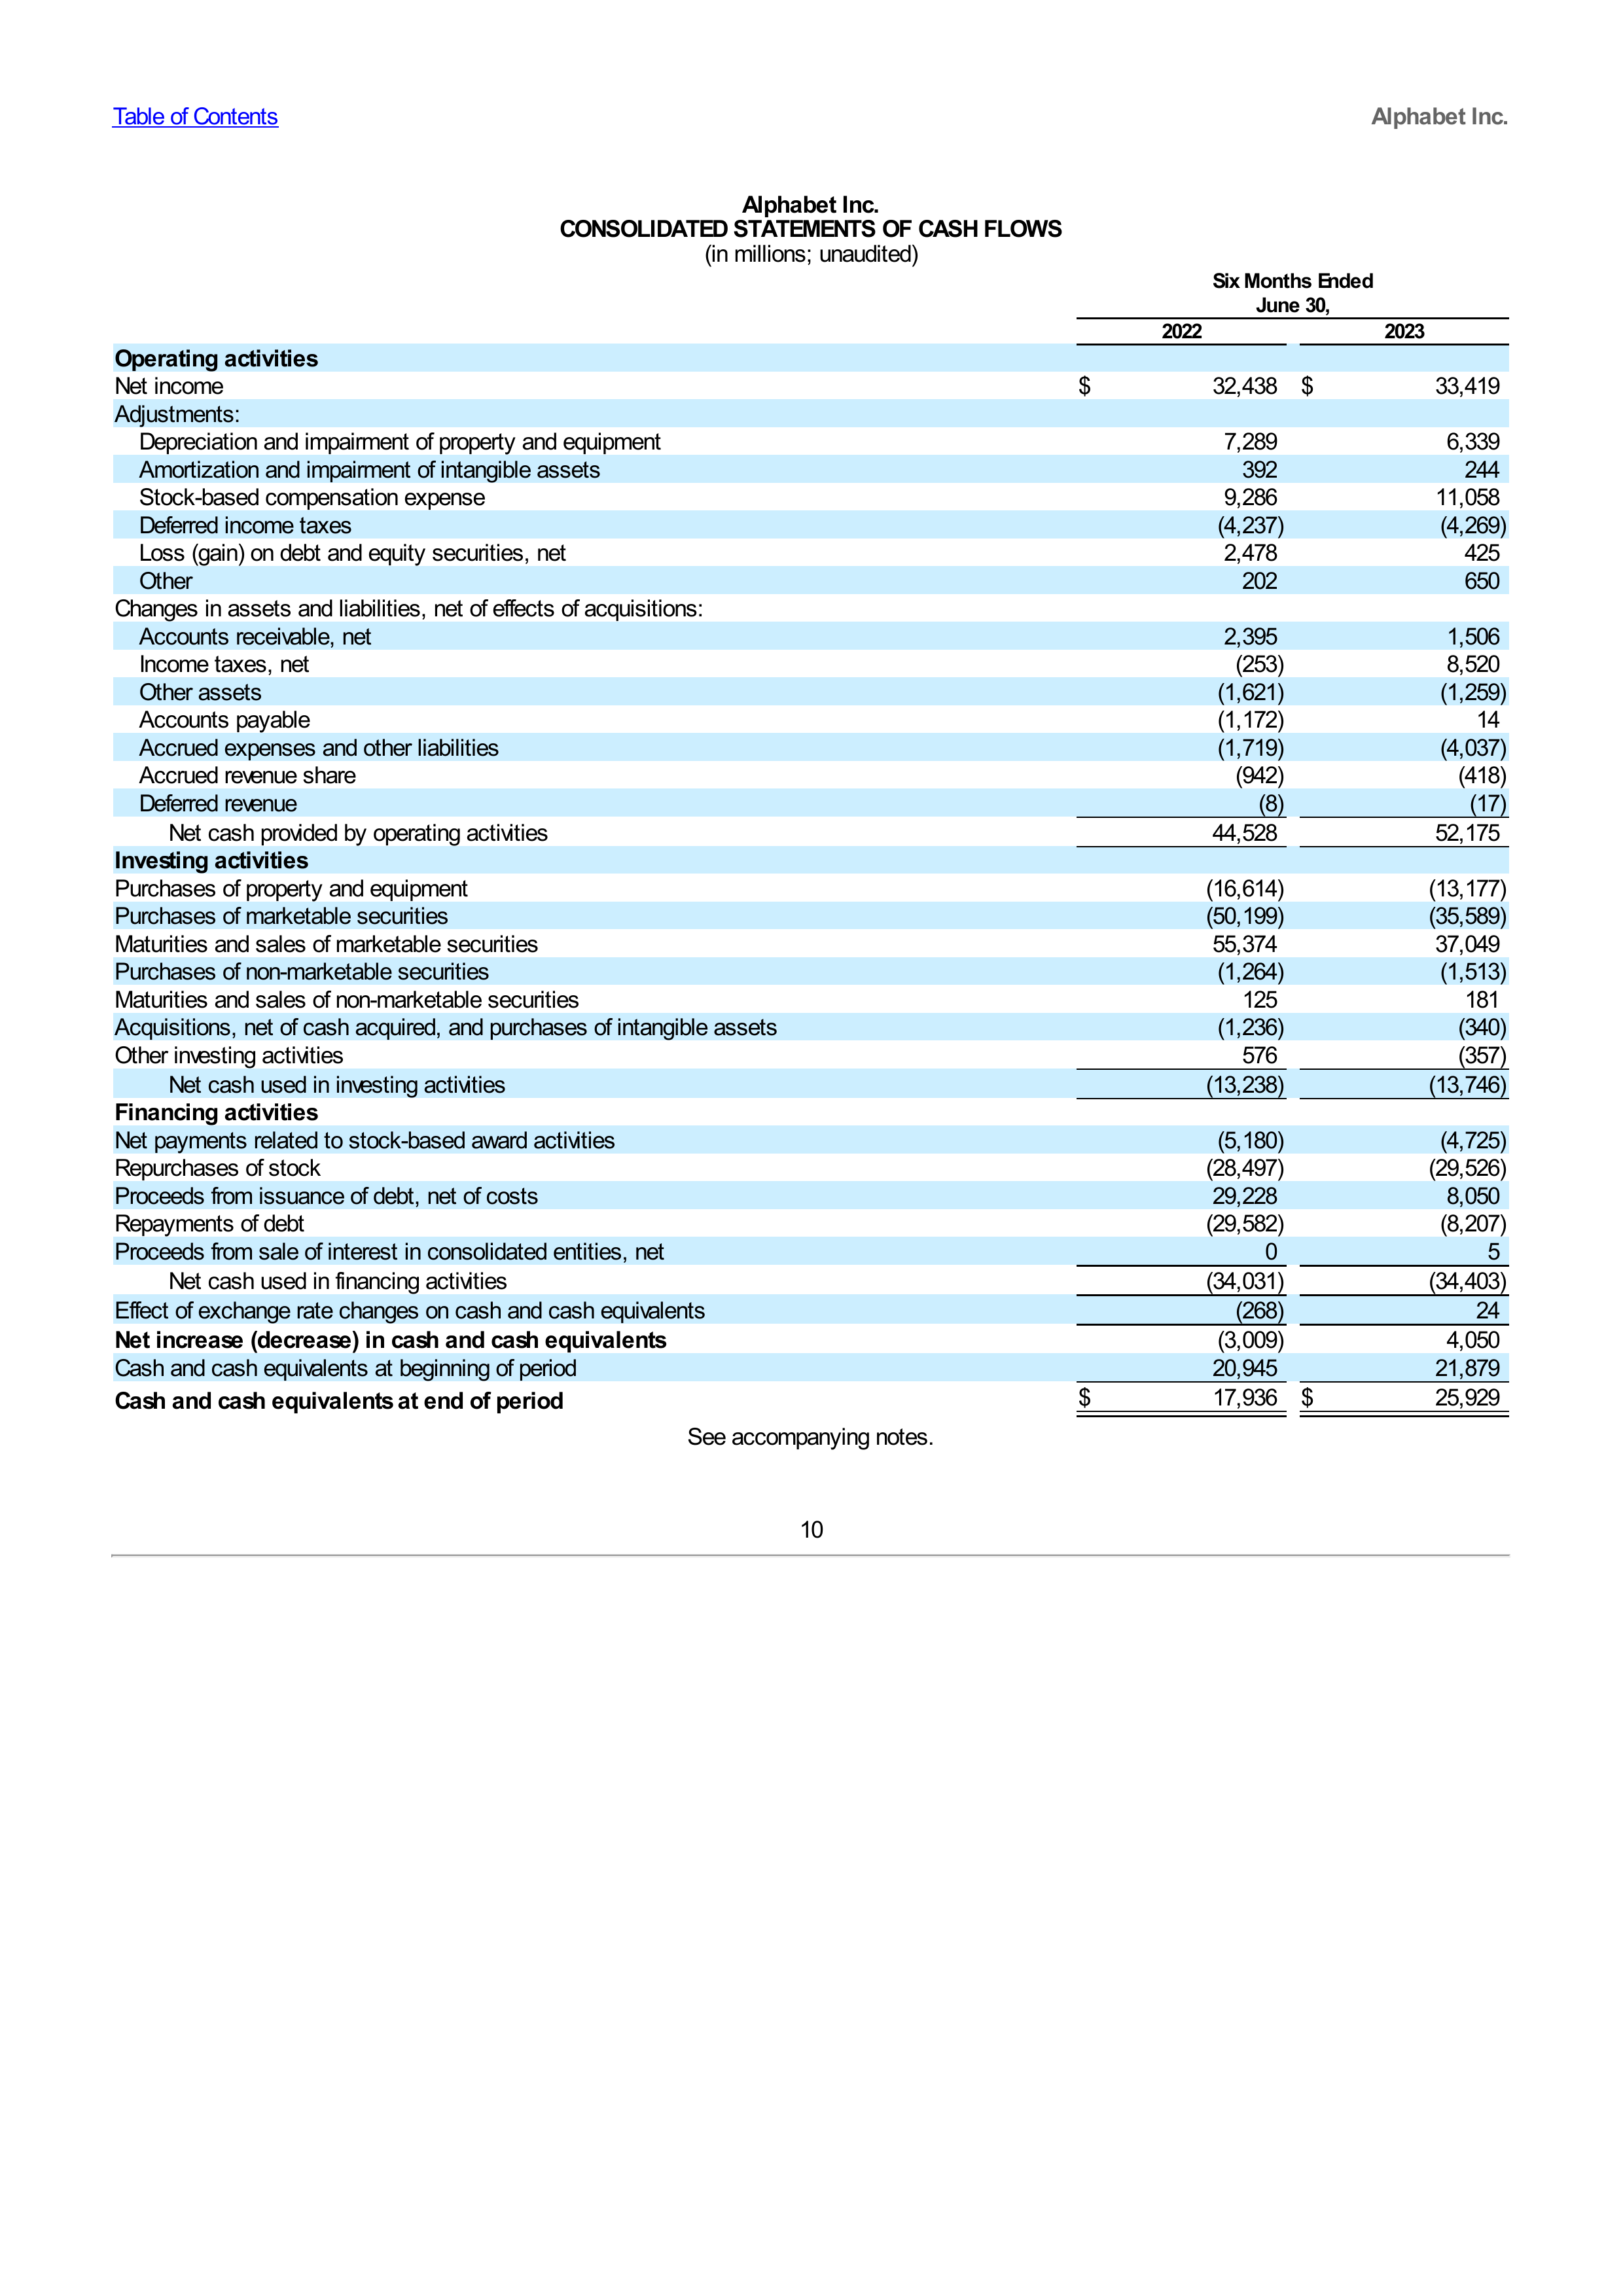 Table of Contents Alphabet Inc.
Alphabet Inc.
CONSOLIDATED STATEMENTS OF CASH FLOWS
(in millions; unaudited)
Six Months Ended
June 30,
2022 2023
Operating activities
Net income $ 32,438 $ 33,419
Adjustments:
Depreciation and impairment of property and equipment 7,289 6,339
Amortization and impairment of intangible assets 392 244
Stock-based compensation expense 9,286 11,058
Deferred income taxes (4,237) (4,269)
Loss (gain) on debt and equity securities, net 2,478 425
Other 202 650
Changes in assets and liabilities, net of effects of acquisitions:
Accounts receivable, net 2,395 1,506
Income taxes, net (253) 8,520
Other assets (1,621) (1,259)
Accounts payable (1,172) 14
Accrued expenses and other liabilities (1,719) (4,037)
Accrued revenue share (942) (418)
Deferred revenue (8) (17)
Net cash provided by operating activities 44,528 52,175
Investing activities
Purchases of property and equipment (16,614) (13,177)
Purchases of marketable securities (50,199) (35,589)
Maturities and sales of marketable securities 55,374 37,049
Purchases of non-marketable securities (1,264) (1,513)
Maturities and sales of non-marketable securities 125 181
Acquisitions, net of cash acquired, and purchases of intangible assets (1,236) (340)
Other investing activities 576 (357)
Net cash used in investing activities (13,238) (13,746)
Financing activities
Net payments related to stock-based award activities (5,180) (4,725)
Repurchases of stock (28,497) (29,526)
Proceeds from issuance of debt, net of costs 29,228 8,050
Repayments of debt (29,582) (8,207)
Proceeds from sale of interest in consolidated entities, net 0 5
Net cash used in financing activities (34,031) (34,403)
Effect of exchange rate changes on cash and cash equivalents (268) 24
Net increase (decrease) in cash and cash equivalents (3,009) 4,050
Cash and cash equivalents at beginning of period 20,945 21,879
Cash and cash equivalents at end of period $ 17,936 $ 25,929
See accompanying notes.
10